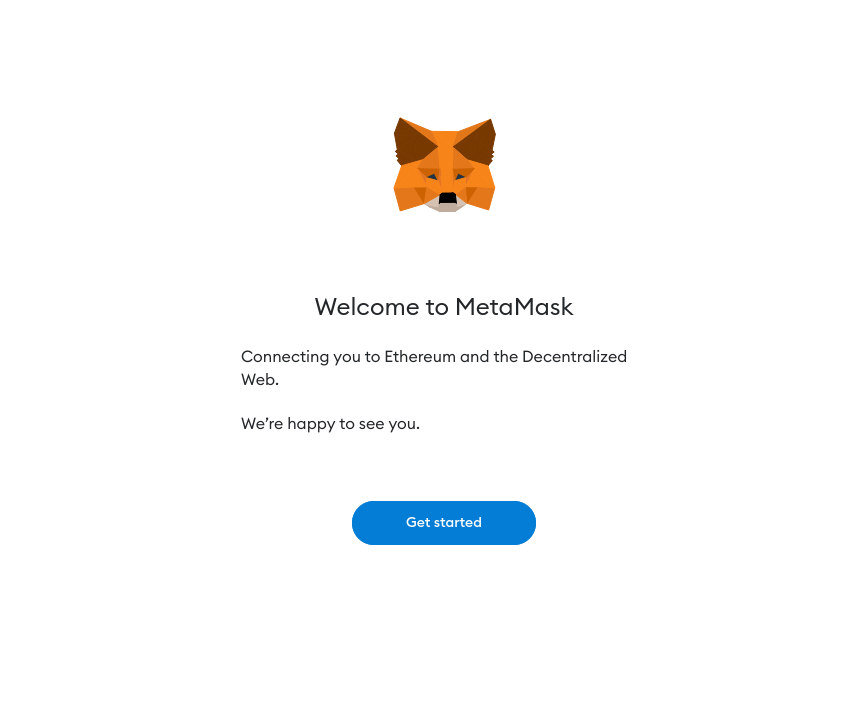 Welcome to MetaMask
Connecting you to Ethereum and the Decentralized
Web.
We’re happy to see you.
Get started